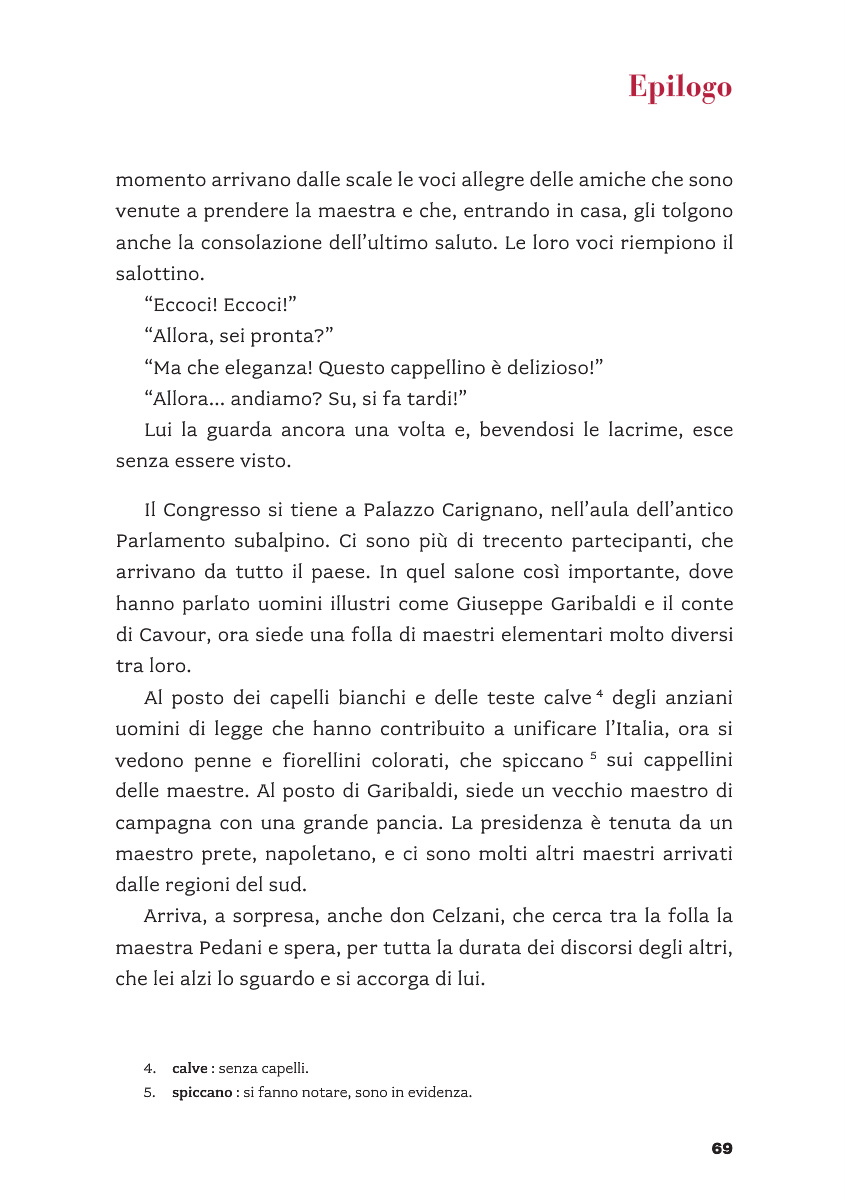 Epilogo
momento arrivano dalle scale le voci allegre delle amiche che sono
venute a prendere la maestra e che, entrando in casa, gli tolgono
anche la consolazione dell’ultimo saluto. Le loro voci riempiono il
salottino.
“Eccoci! Eccoci!”
“Allora, sei pronta?”
“Ma che eleganza! Questo cappellino è delizioso!”
“Allora... andiamo? Su, si fa tardi!”
Lui la guarda ancora una volta e, bevendosi le lacrime, esce
senza essere visto.
Il Congresso si tiene a Palazzo Carignano, nell’aula dell’antico
Parlamento subalpino. Ci sono più di trecento partecipanti, che
arrivano da tutto il paese. In quel salone così importante, dove
hanno parlato uomini illustri come Giuseppe Garibaldi e il conte
di Cavour, ora siede una folla di maestri elementari molto diversi
tra loro.
Al posto dei capelli bianchi e delle teste calve ⁴ degli anziani
uomini di legge che hanno contribuito a unificare l’Italia, ora si
vedono penne e fiorellini colorati, che spiccano ⁵ sui cappellini
delle maestre. Al posto di Garibaldi, siede un vecchio maestro di
campagna con una grande pancia. La presidenza è tenuta da un
maestro prete, napoletano, e ci sono molti altri maestri arrivati
dalle regioni del sud.
Arriva, a sorpresa, anche don Celzani, che cerca tra la folla la
maestra Pedani e spera, per tutta la durata dei discorsi degli altri,
che lei alzi lo sguardo e si accorga di lui.
4. calve : senza capelli.
5. spiccano : si fanno notare, sono in evidenza.
69